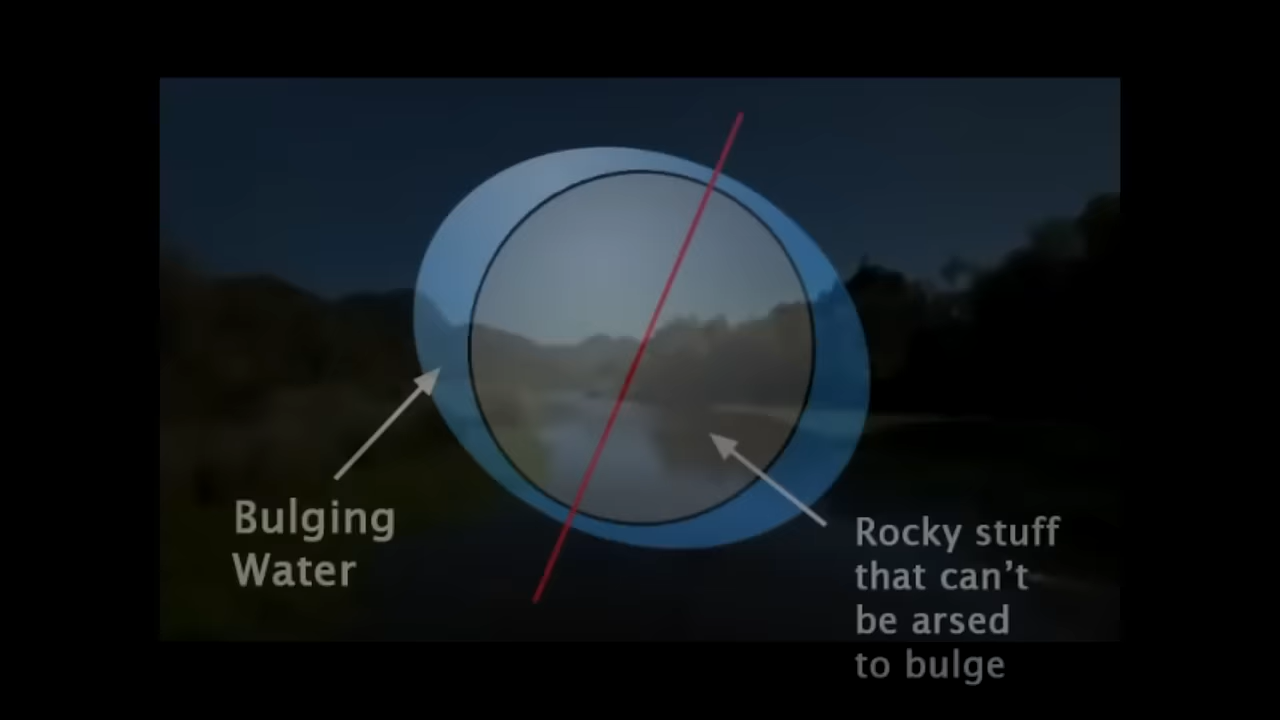 Bulging
Water
Rocky stuff
that can’t
be arsed
to bulge